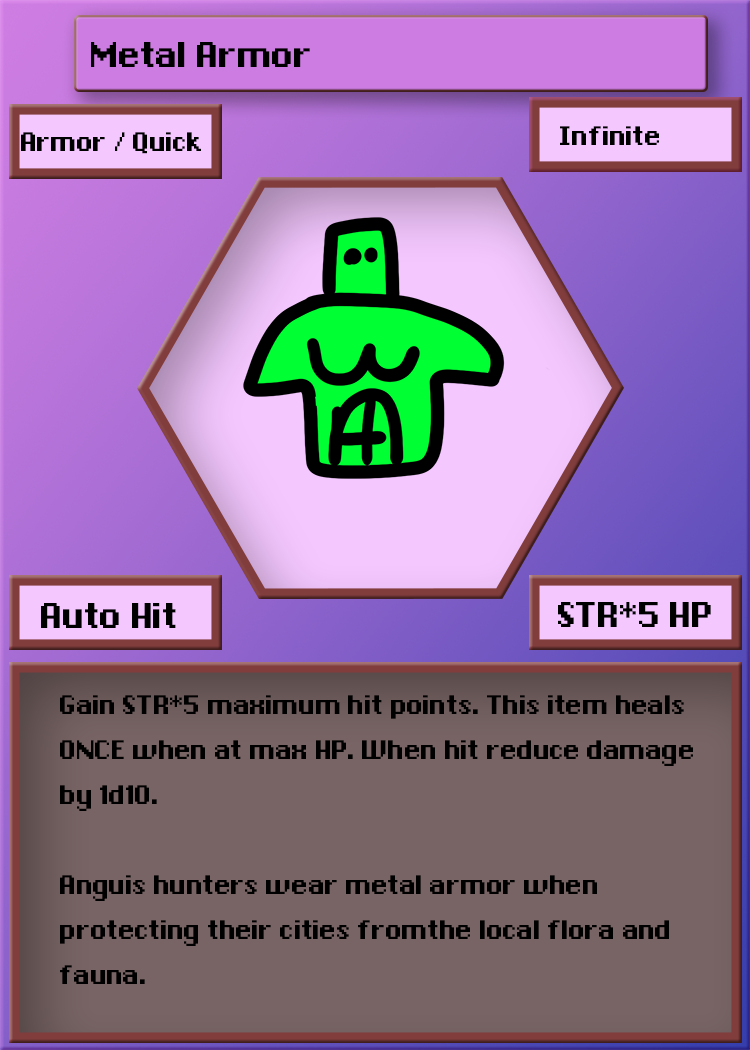 Metal Armor
Armor / Quick
Infinite
Auto Hit
STR*5 HP
Gain STR*5 maximum hit points. This item heals
ONCE when at max HP. When hit reduce damage
by 1d10.
Anguis hunters wear metal armor when
protecting their cities fromthe local flora and
fauna.